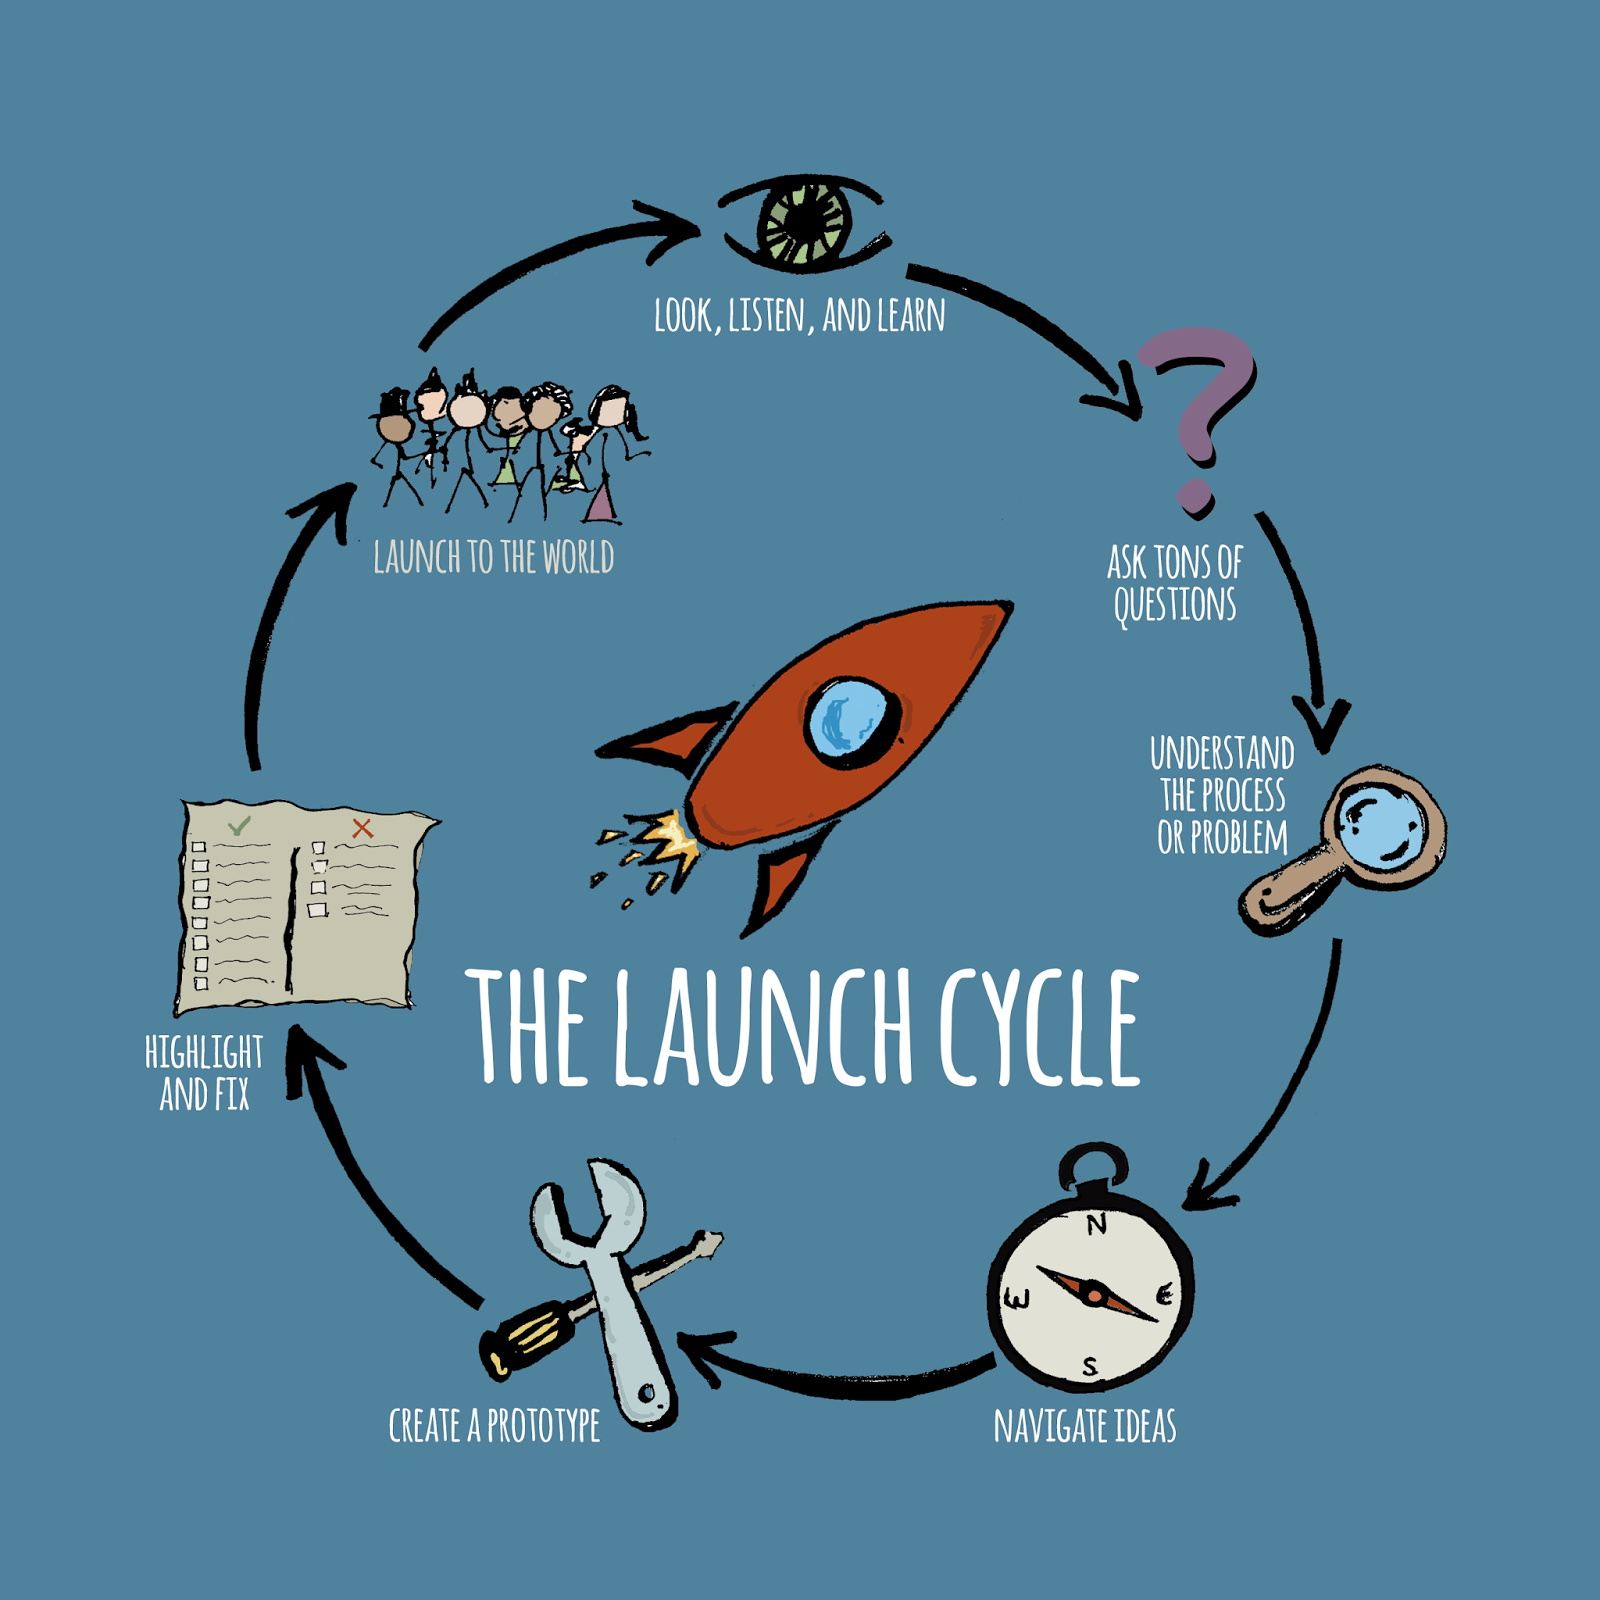 LOOK, LISTEN, AND LEARN
ASK TONS OF
QUESTIONS
UNDERSTAND
THE PROCESS
OR PROBLEM
NAVIGATE IDEAS
N
E
S
W
CREATE A PROTOTYPE
HIGHLIGHT
AND FIX
LAUNCH TO THE WORLD
THE LAUNCH CYCLE